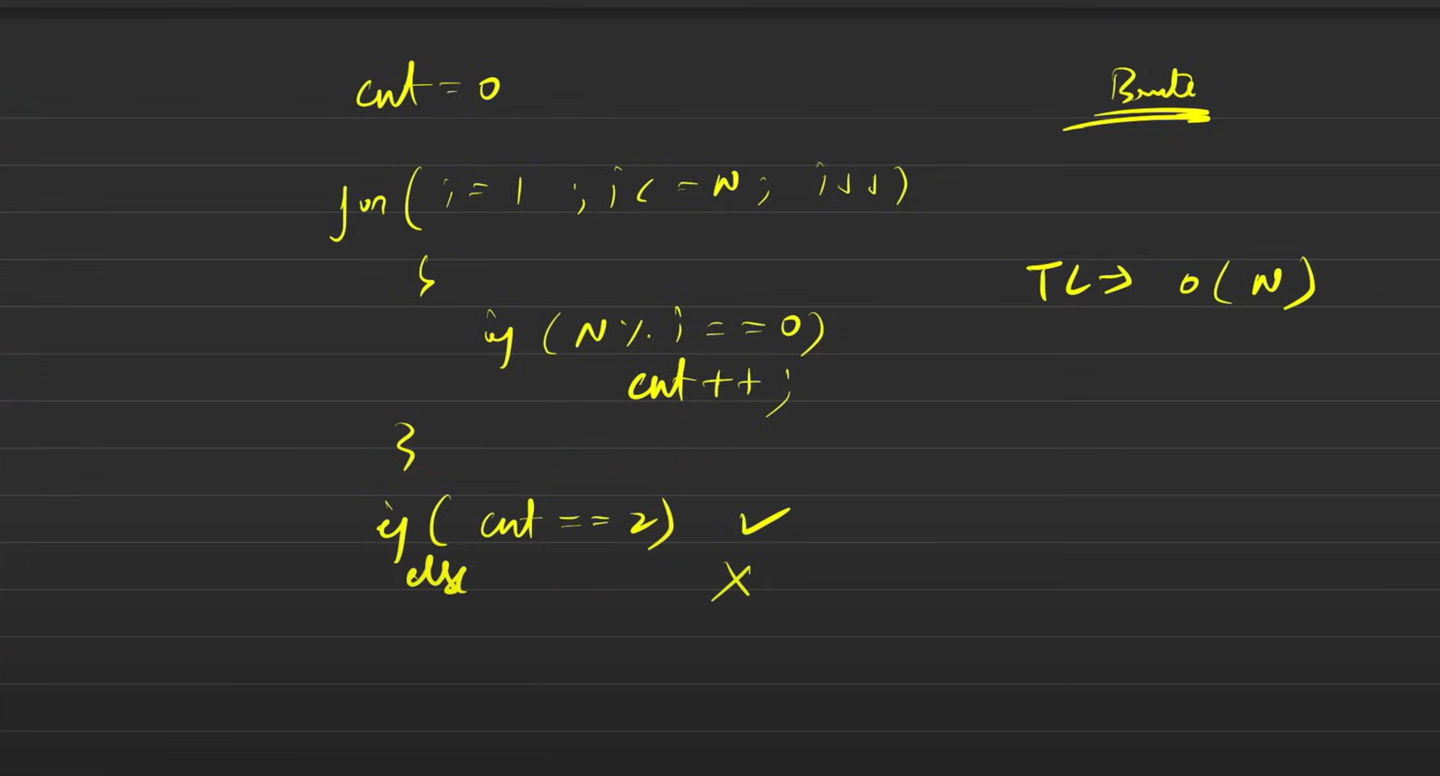 cnt = 0
Brute
for( i = 1 ; i < = N ; i++)
{
TC => O(N)
if (N % i == 0)
cnt++;
}
if( cnt == 2) ✓
else X